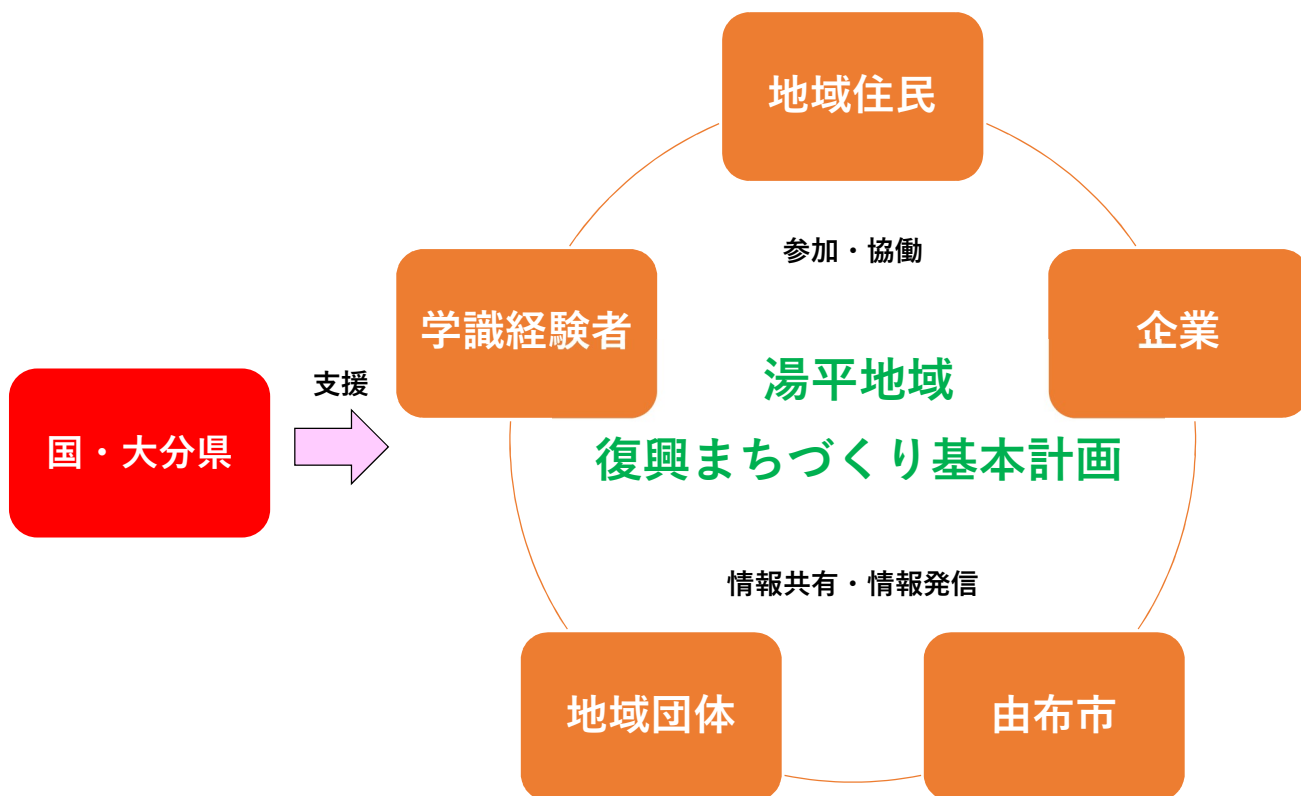 地域住民
参加・協働
学識経験者
企業
湯平地域
支援
国・大分県
復興まちづくり基本計画
情報共有・情報発信
地域団体
由布市